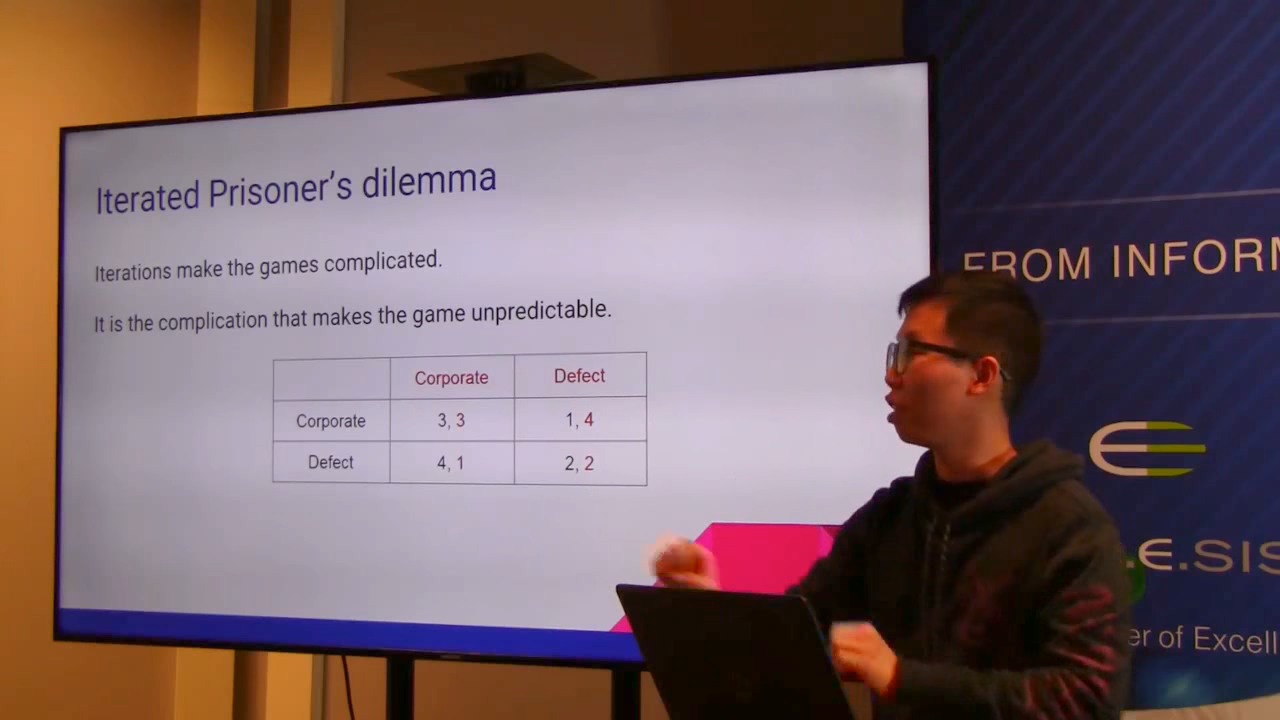 Iterated Prisoner's dilemma
Iterations make the games complicated.
It is the complication that makes the game unpredictable.
Corporate Defect
Corporate 3, 3 1, 4
Defect 4, 1 2, 2
FROM INFORM
.E.SIS
er of Excell